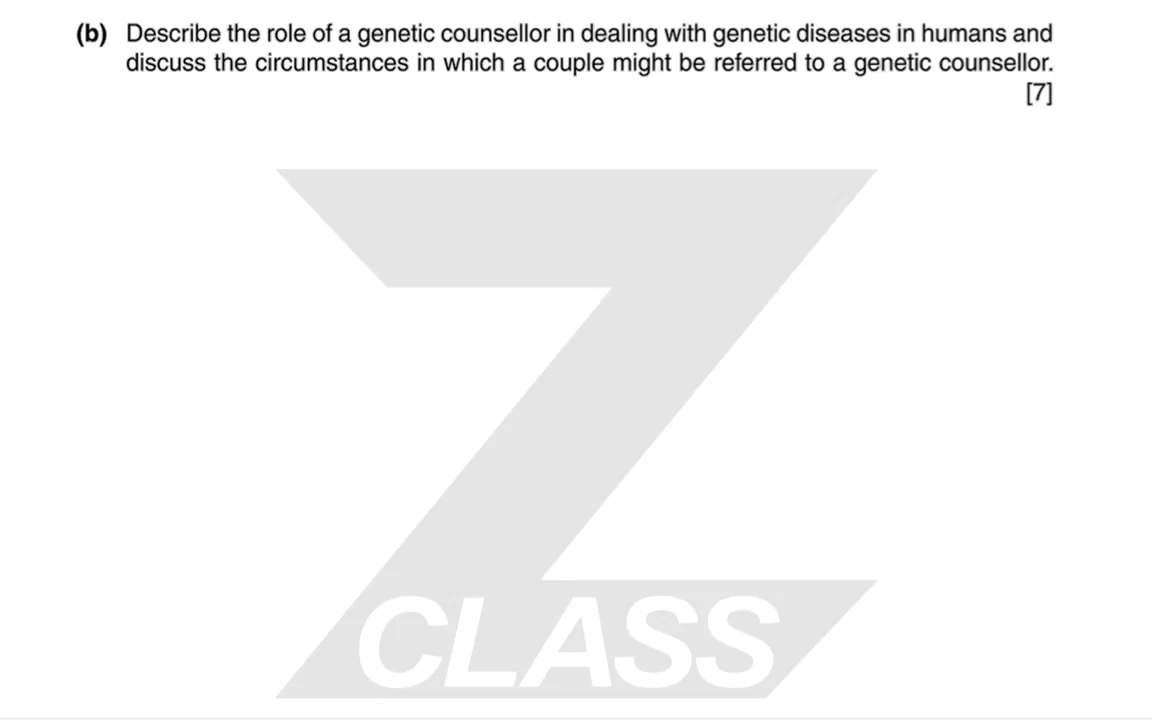 (b) Describe the role of a genetic counsellor in dealing with genetic diseases in humans and
discuss the circumstances in which a couple might be referred to a genetic counsellor.
[7]
Z
CLASS